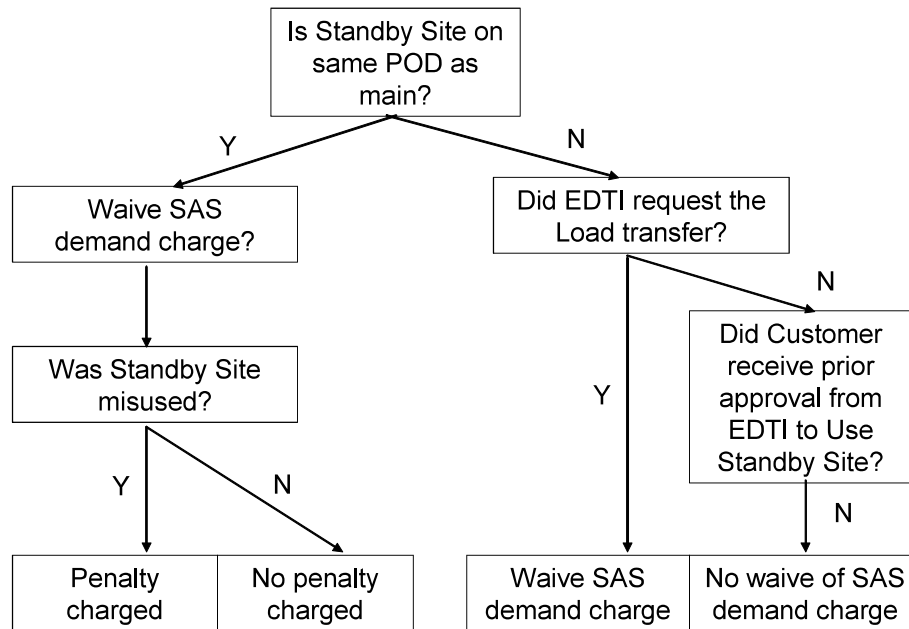 Is Standby Site on
same POD as
main?
Y
N
Waive SAS
demand charge?
Did EDTI request the
Load transfer?
N
Was Standby Site
misused?
Did Customer
receive prior
approval from
EDTI to Use
Standby Site?
Y
Y
N
N
Penalty
charged
No penalty
charged
Waive SAS
demand charge
No waive of SAS
demand charge